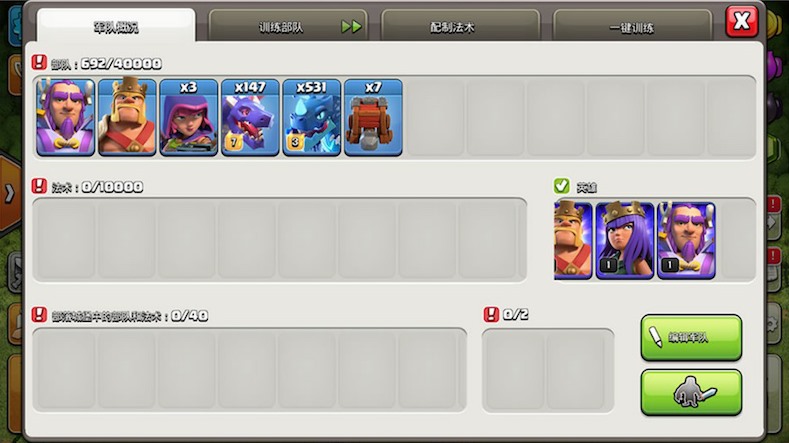 军队概况
训练部队
配制法术
一键训练
部队：692/40000
x3
x147
x531
x7
7
3
法术：0/10000
英雄
1
1
部落城堡中的部队和法术：0/40
0/2
编辑军队